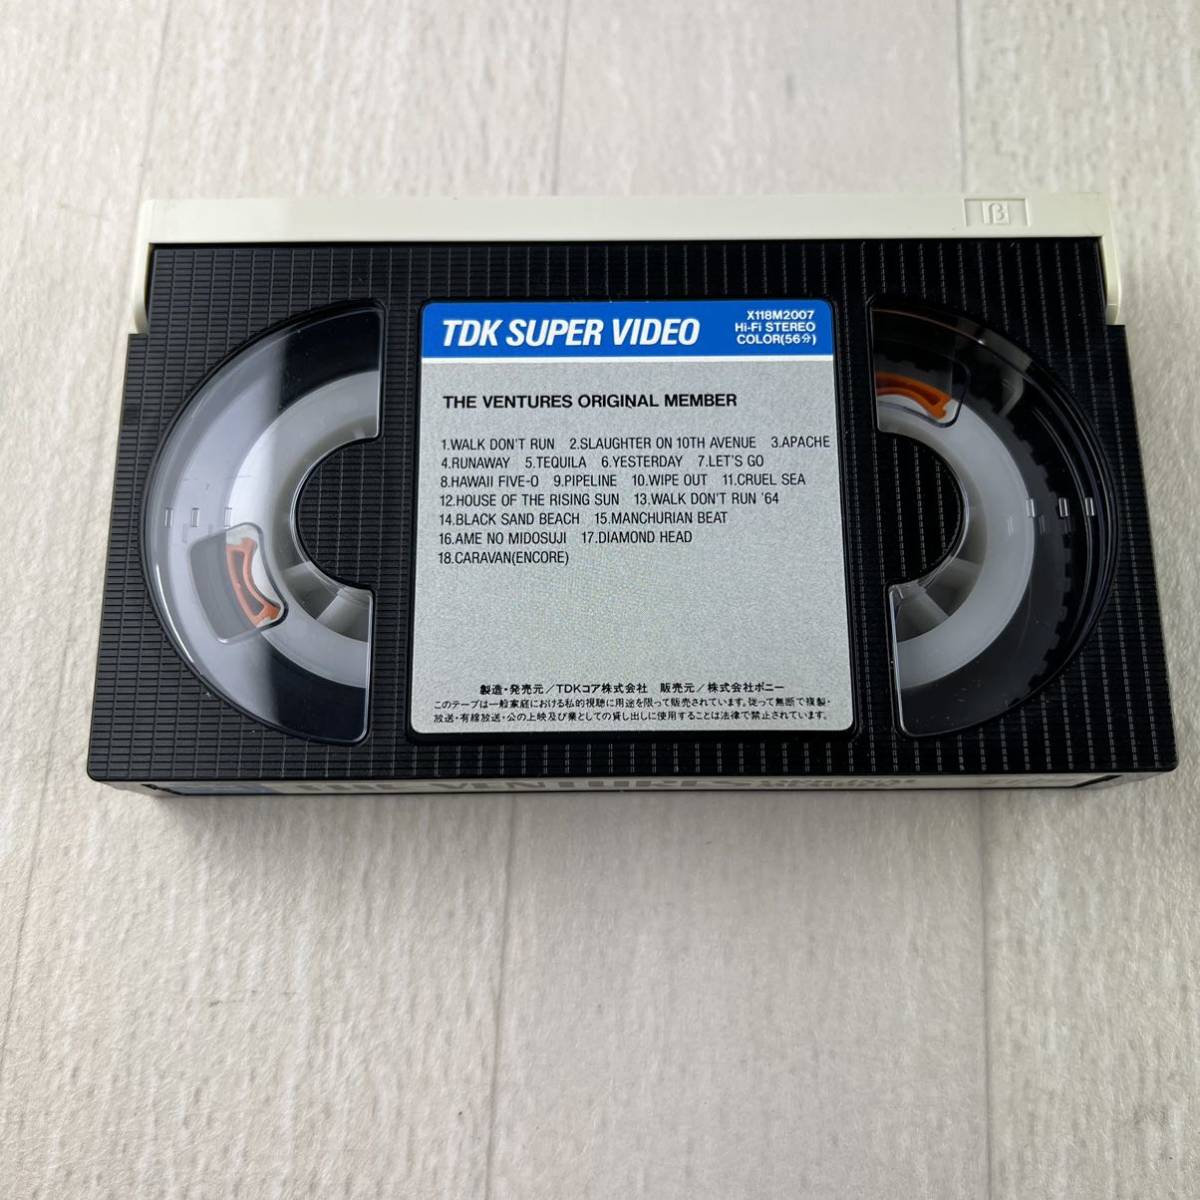 β
TDK SUPER VIDEO
X118M2007
Hi-Fi STEREO
COLOR(56分)
THE VENTURES ORIGINAL MEMBER
1.WALK DON'T RUN 2.SLAUGHTER ON 10TH AVENUE 3.APACHE
4.RUNAWAY 5.TEQUILA 6.YESTERDAY 7.LET'S GO
8.HAWAII FIVE-O 9.PIPELINE 10.WIPE OUT 11.CRUEL SEA
12.HOUSE OF THE RISING SUN 13.WALK DON'T RUN '64
14.BLACK SAND BEACH 15.MANCHURIAN BEAT
16.AME NO MIDOSUJI 17.DIAMOND HEAD
18.CARAVAN(ENCORE)
製造・発売元/TDKコア株式会社 販売元/株式会社ポニー
このテープは一般家庭における私的視聴に用途を限って販売されています。従って無断で複製・
放送・有線放送・公の上映及び業としての貸し出しに使用することは法律で禁止されています。
THE VENTURES